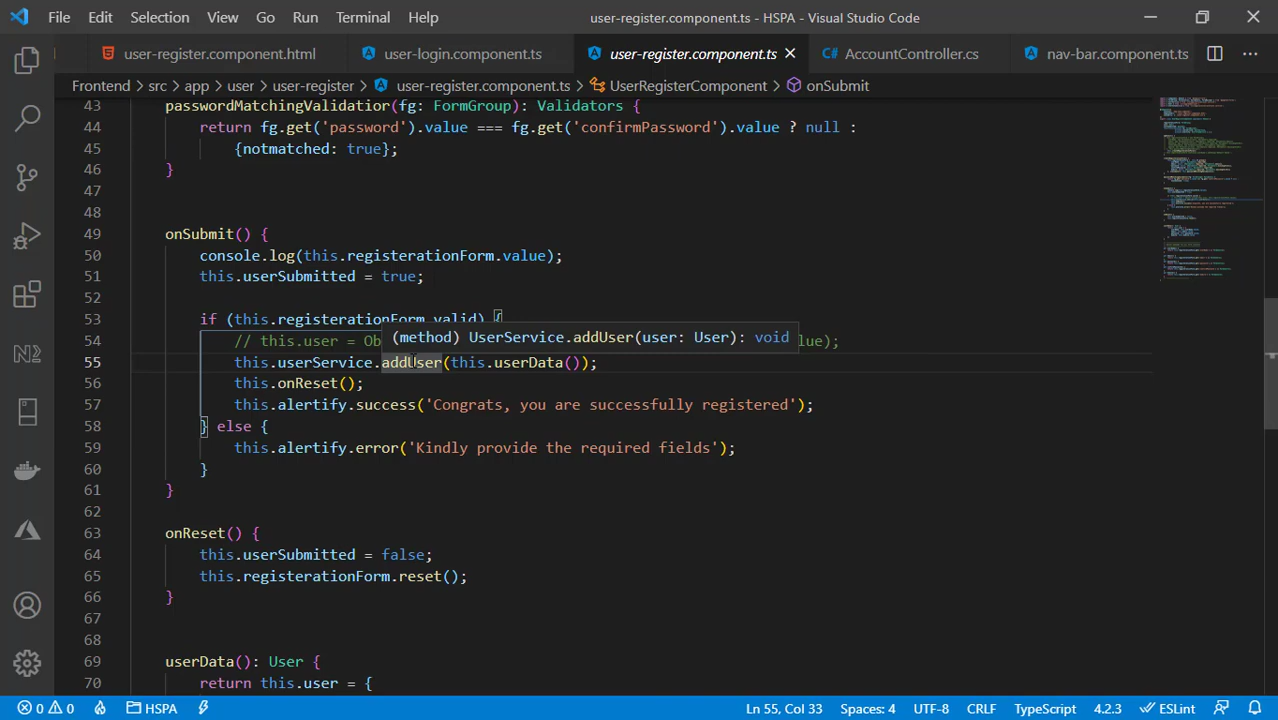 File Edit Selection View Go Run Terminal Help user-register.component.ts - HSPA - Visual Studio Code
user-register.component.html user-login.component.ts user-register.component.ts AccountController.cs nav-bar.component.ts
Frontend > src > app > user > user-register > user-register.component.ts > UserRegisterComponent > onSubmit
43 passwordMatchingValidatior(fg: FormGroup): Validators {
44 return fg.get('password').value === fg.get('confirmPassword').value ? null :
45 {notmatched: true};
46 }
47
48
49 onSubmit() {
50 console.log(this.registerationForm.value);
51 this.userSubmitted = true;
52
53 if (this.registerationForm.valid) {
(method) UserService.addUser(user: User): void
54 // this.user = Ob lue);
55 this.userService.addUser(this.userData());
56 this.onReset();
57 this.alertify.success('Congrats, you are successfully registered');
58 } else {
59 this.alertify.error('Kindly provide the required fields');
60 }
61 }
62
63 onReset() {
64 this.userSubmitted = false;
65 this.registerationForm.reset();
66 }
67
68
69 userData(): User {
70 return this.user = {
0 0 HSPA Ln 55, Col 33 Spaces: 4 UTF-8 CRLF TypeScript 4.2.3 ESLint